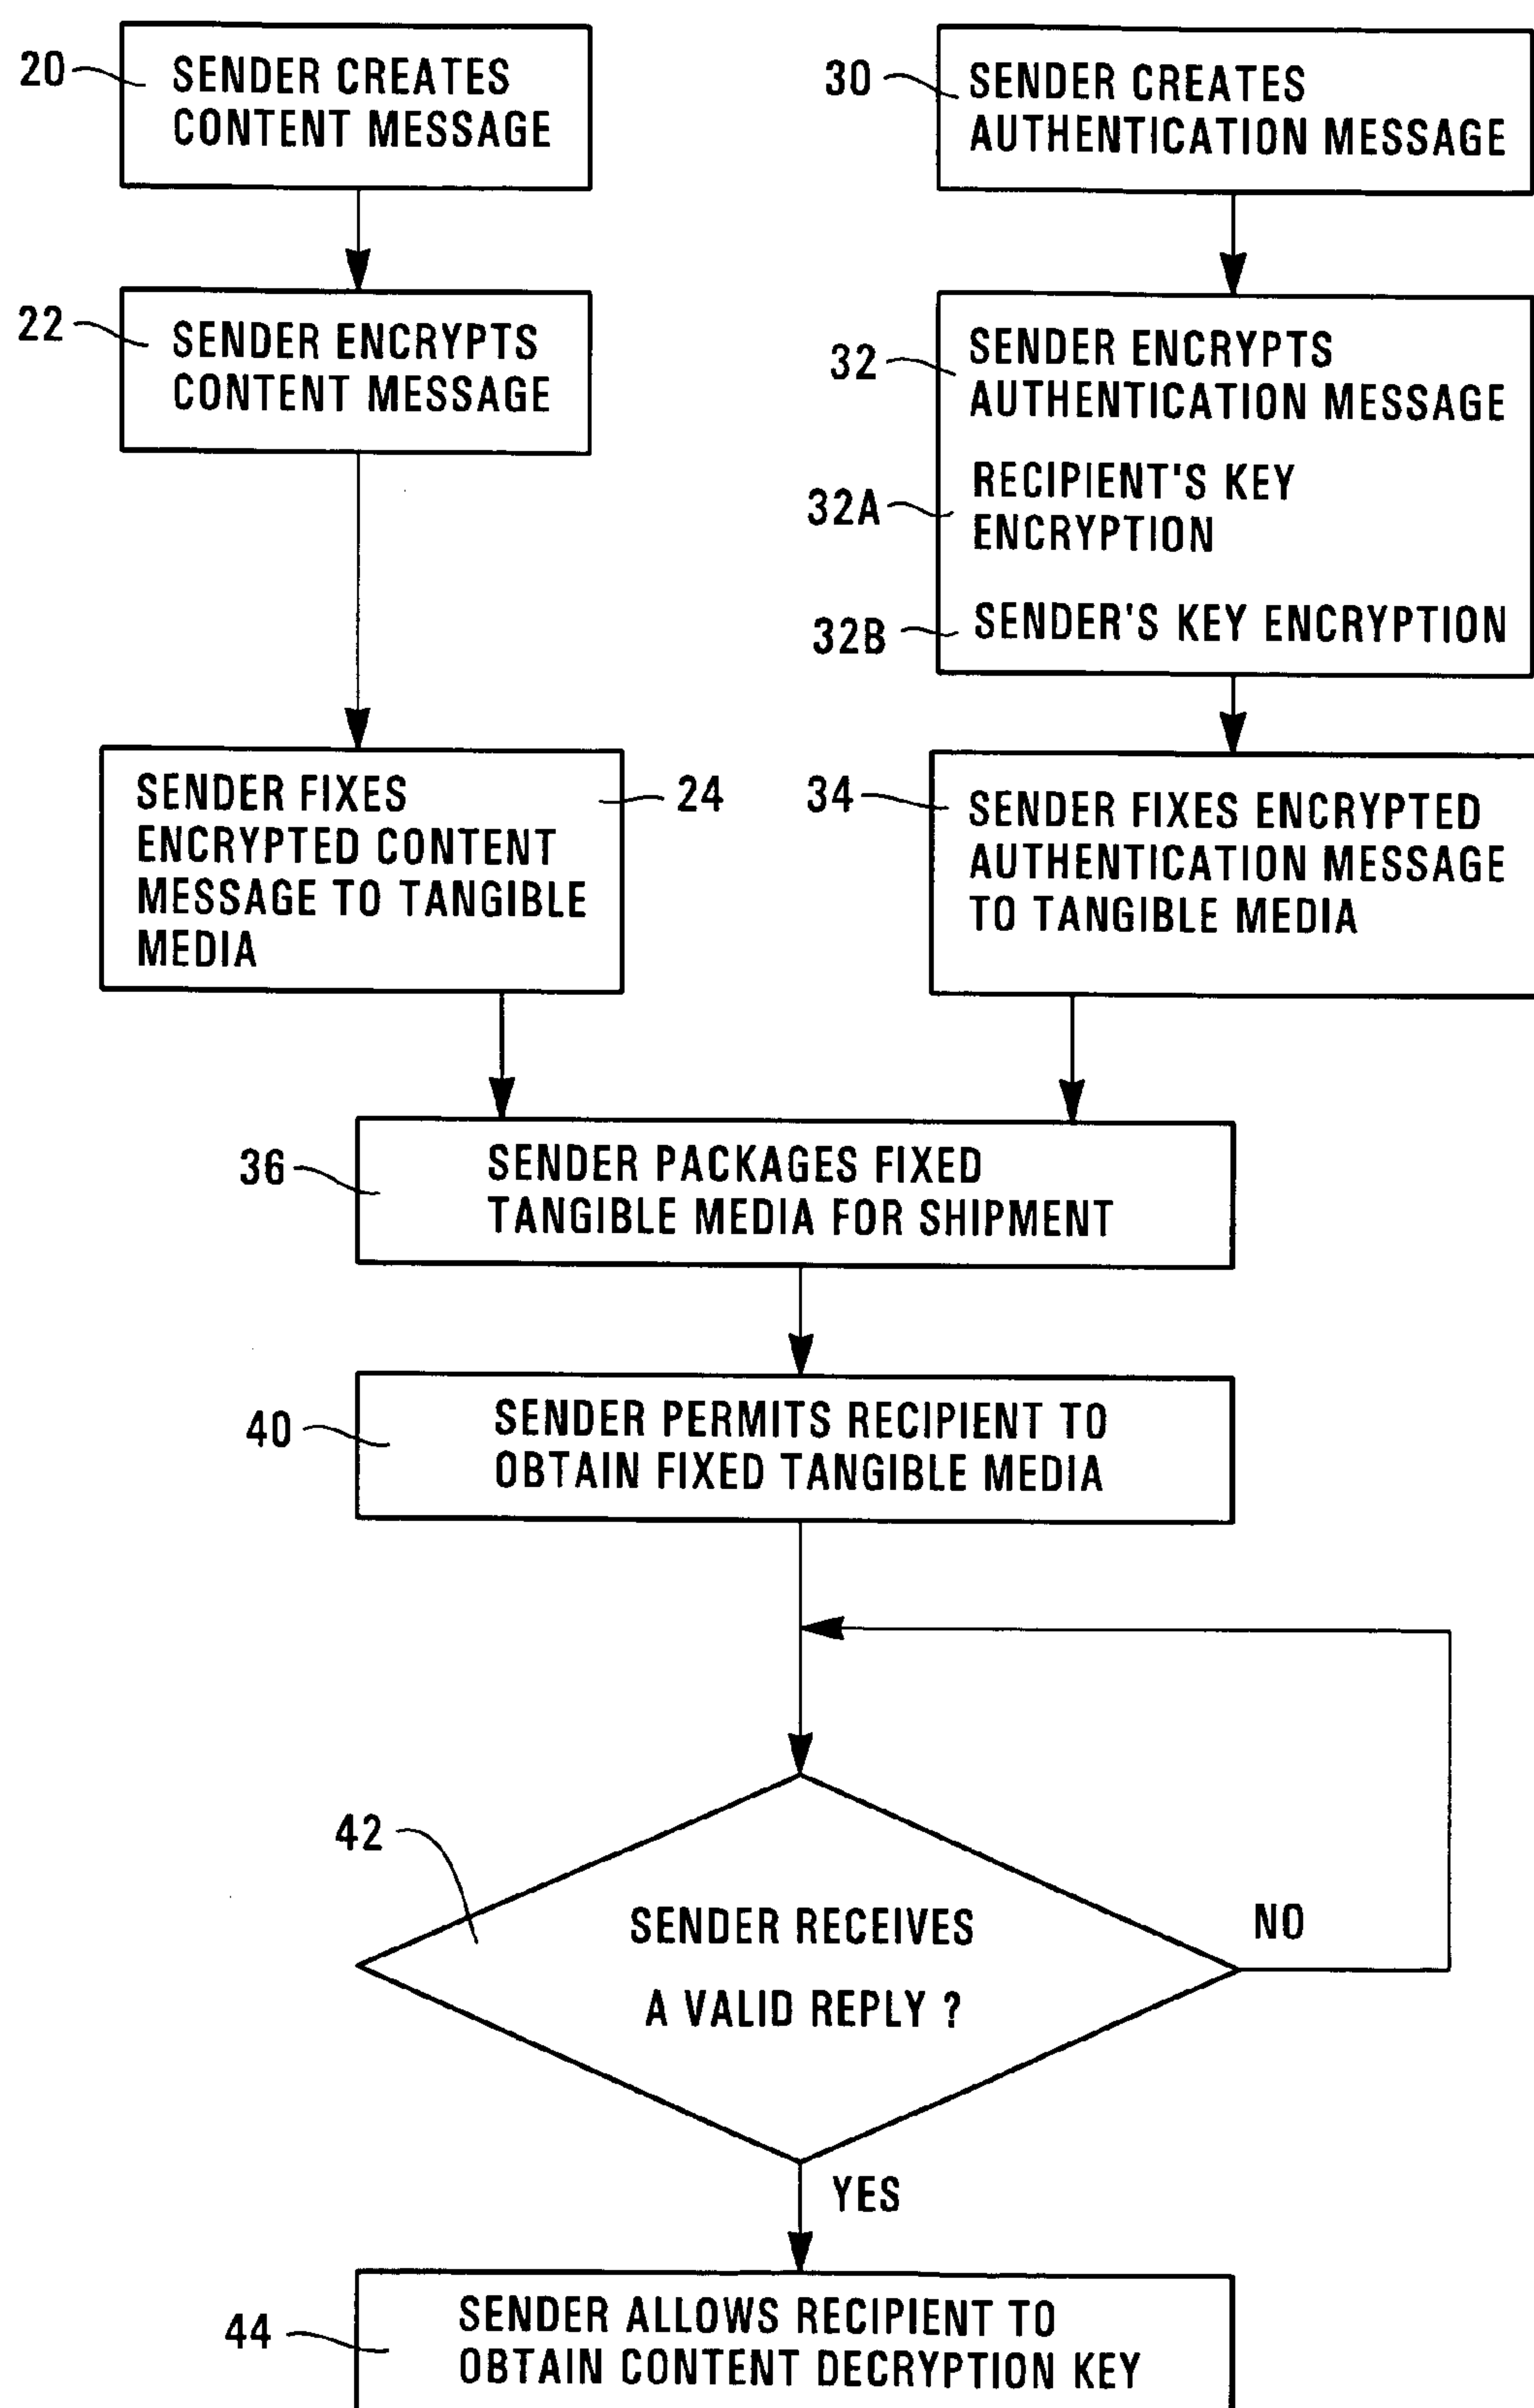 20
SENDER CREATES
CONTENT MESSAGE
30
SENDER CREATES
AUTHENTICATION MESSAGE
22
SENDER ENCRYPTS
CONTENT MESSAGE
32
SENDER ENCRYPTS
AUTHENTICATION MESSAGE
32A
RECIPIENT'S KEY
ENCRYPTION
32B
SENDER'S KEY ENCRYPTION
SENDER FIXES
ENCRYPTED CONTENT
MESSAGE TO TANGIBLE
MEDIA
24
34
SENDER FIXES ENCRYPTED
AUTHENTICATION MESSAGE
TO TANGIBLE MEDIA
36
SENDER PACKAGES FIXED
TANGIBLE MEDIA FOR SHIPMENT
40
SENDER PERMITS RECIPIENT TO
OBTAIN FIXED TANGIBLE MEDIA
42
SENDER RECEIVES
A VALID REPLY ?
NO
YES
44
SENDER ALLOWS RECIPIENT TO
OBTAIN CONTENT DECRYPTION KEY